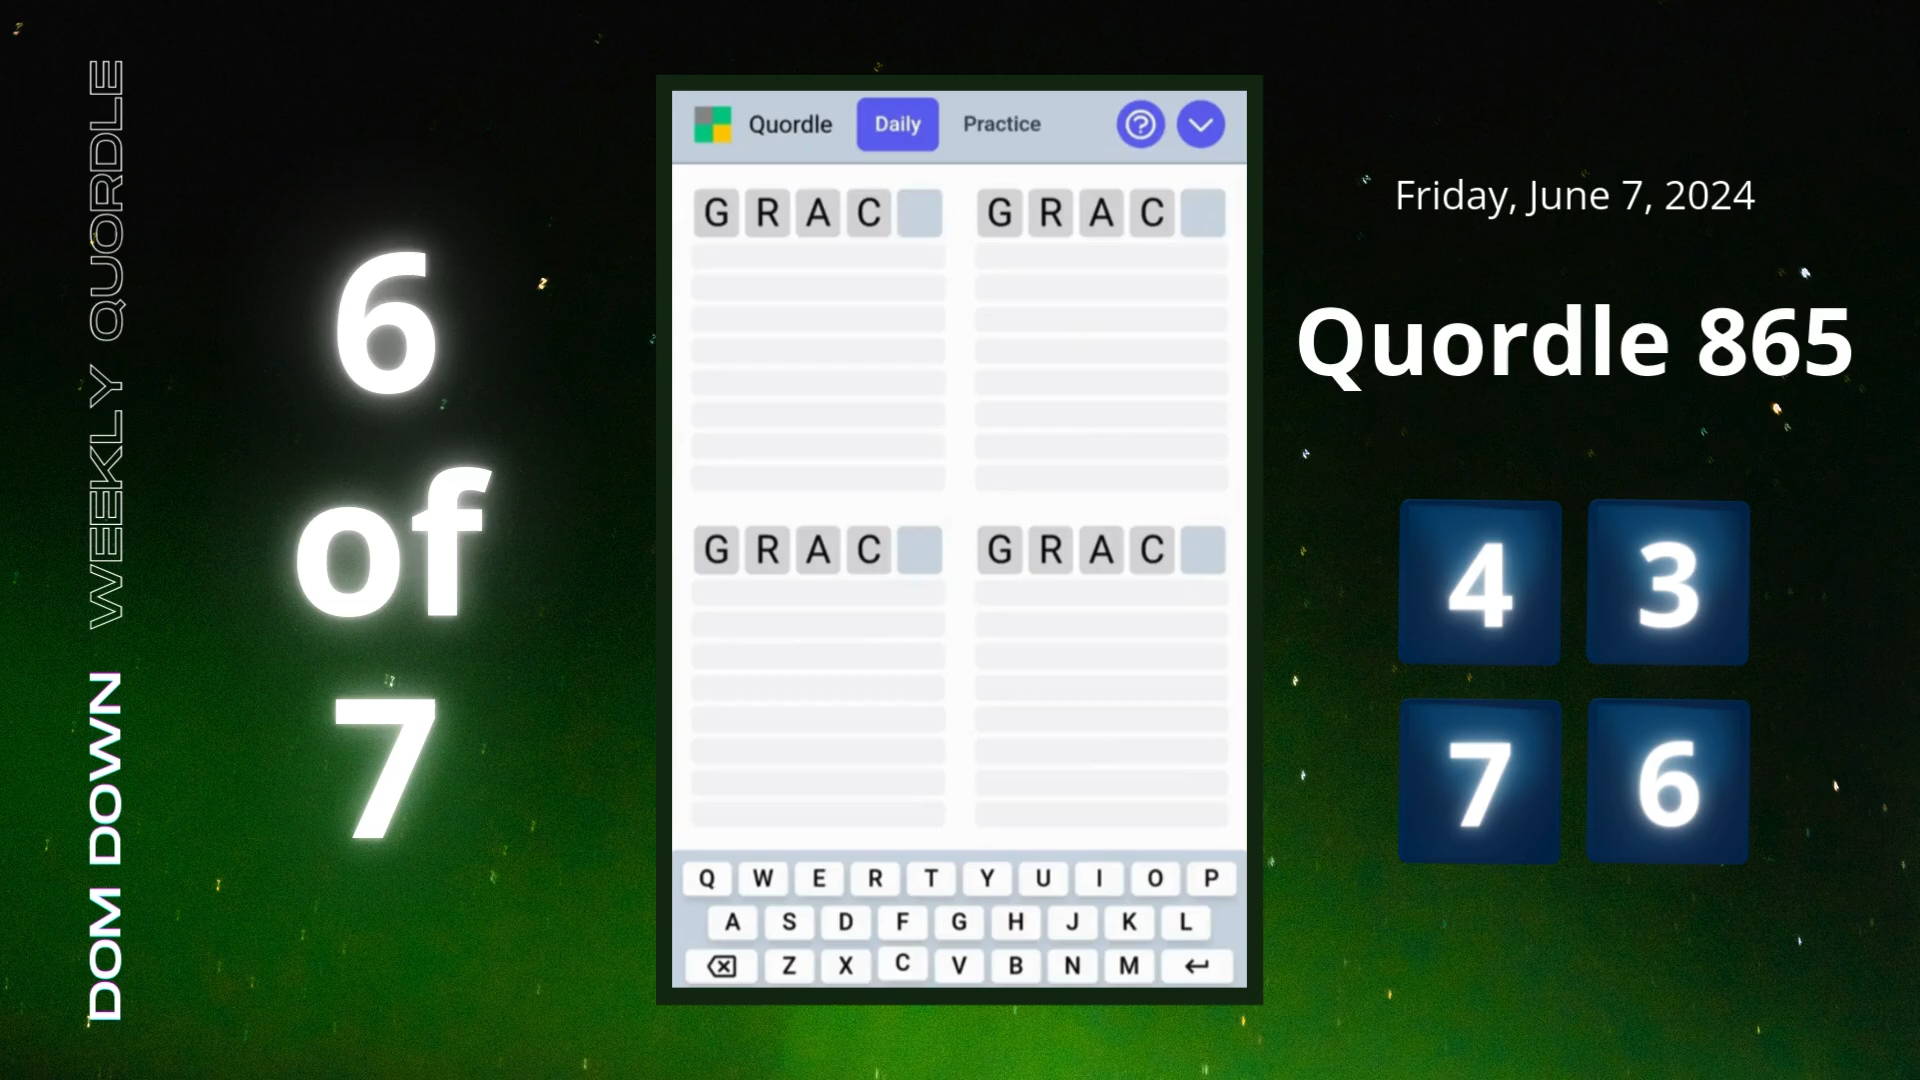 DOM DOWN WEEKLY QUORDLE
6
of
7
Quordle Daily Practice
G R A C G R A C
G R A C G R A C
Q W E R T Y U I O P
A S D F G H J K L
Z X C V B N M
Friday, June 7, 2024
Quordle 865
4 3
7 6